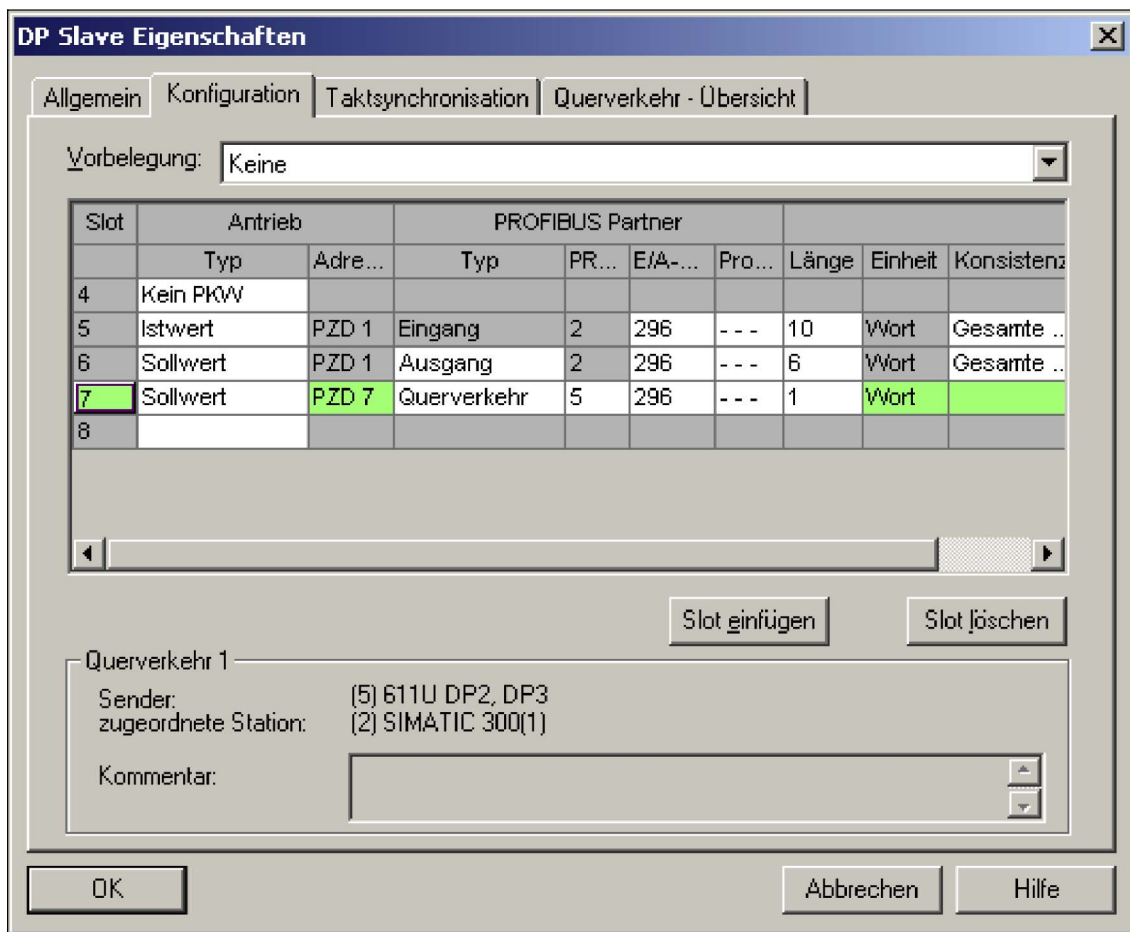 DP Slave Eigenschaften
Allgemein Konfiguration Taktsynchronisation Querverkehr - Übersicht
Vorbelegung: Keine
Slot Antrieb PROFIBUS Partner
Typ Adre... Typ PR... E/A-... Pro... Länge Einheit Konsistenz
4 Kein PKW
5 Istwert PZD 1 Eingang 2 296 - - - 10 Wort Gesamte ..
6 Sollwert PZD 1 Ausgang 2 296 - - - 6 Wort Gesamte ..
7 Sollwert PZD 7 Querverkehr 5 296 - - - 1 Wort
8
Slot einfügen Slot löschen
Querverkehr 1
Sender: (5) 611U DP2, DP3
zugeordnete Station: (2) SIMATIC 300(1)
Kommentar:
OK Abbrechen Hilfe